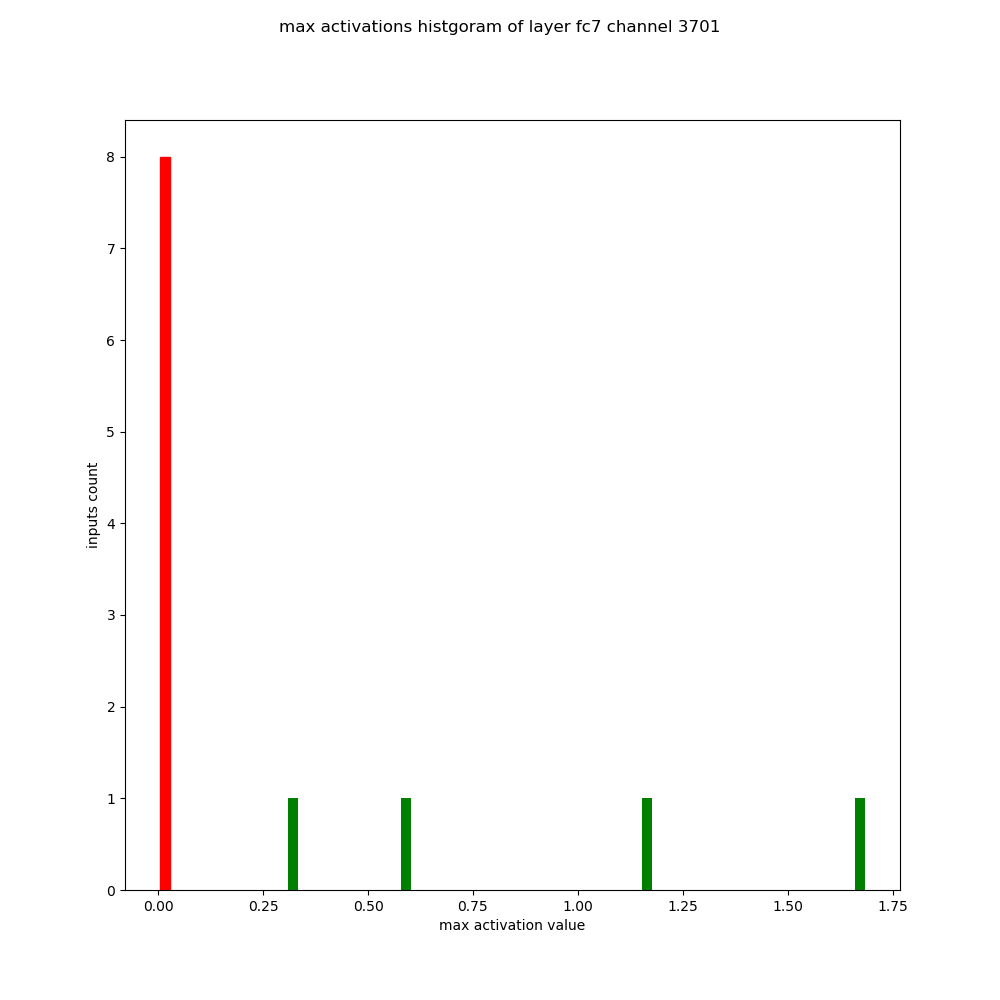 max activations histgoram of layer fc7 channel 3701
8
7
6
5
4
3
2
1
0
inputs count
0.00 0.25 0.50 0.75 1.00 1.25 1.50 1.75
max activation value